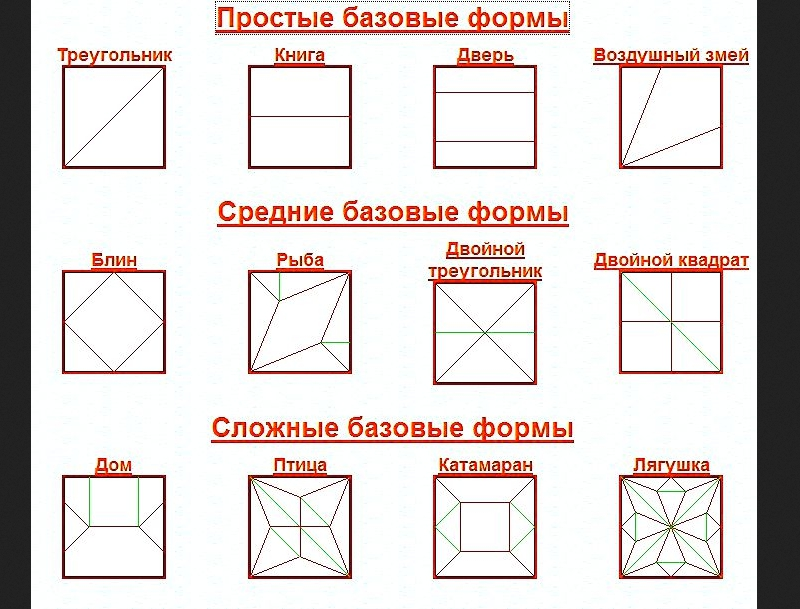 Простые базовые формы
Треугольник
Книга
Дверь
Воздушный змей
Средние базовые формы
Блин
Рыба
Двойной
треугольник
Двойной квадрат
Сложные базовые формы
Дом
Птица
Катамаран
Лягушка